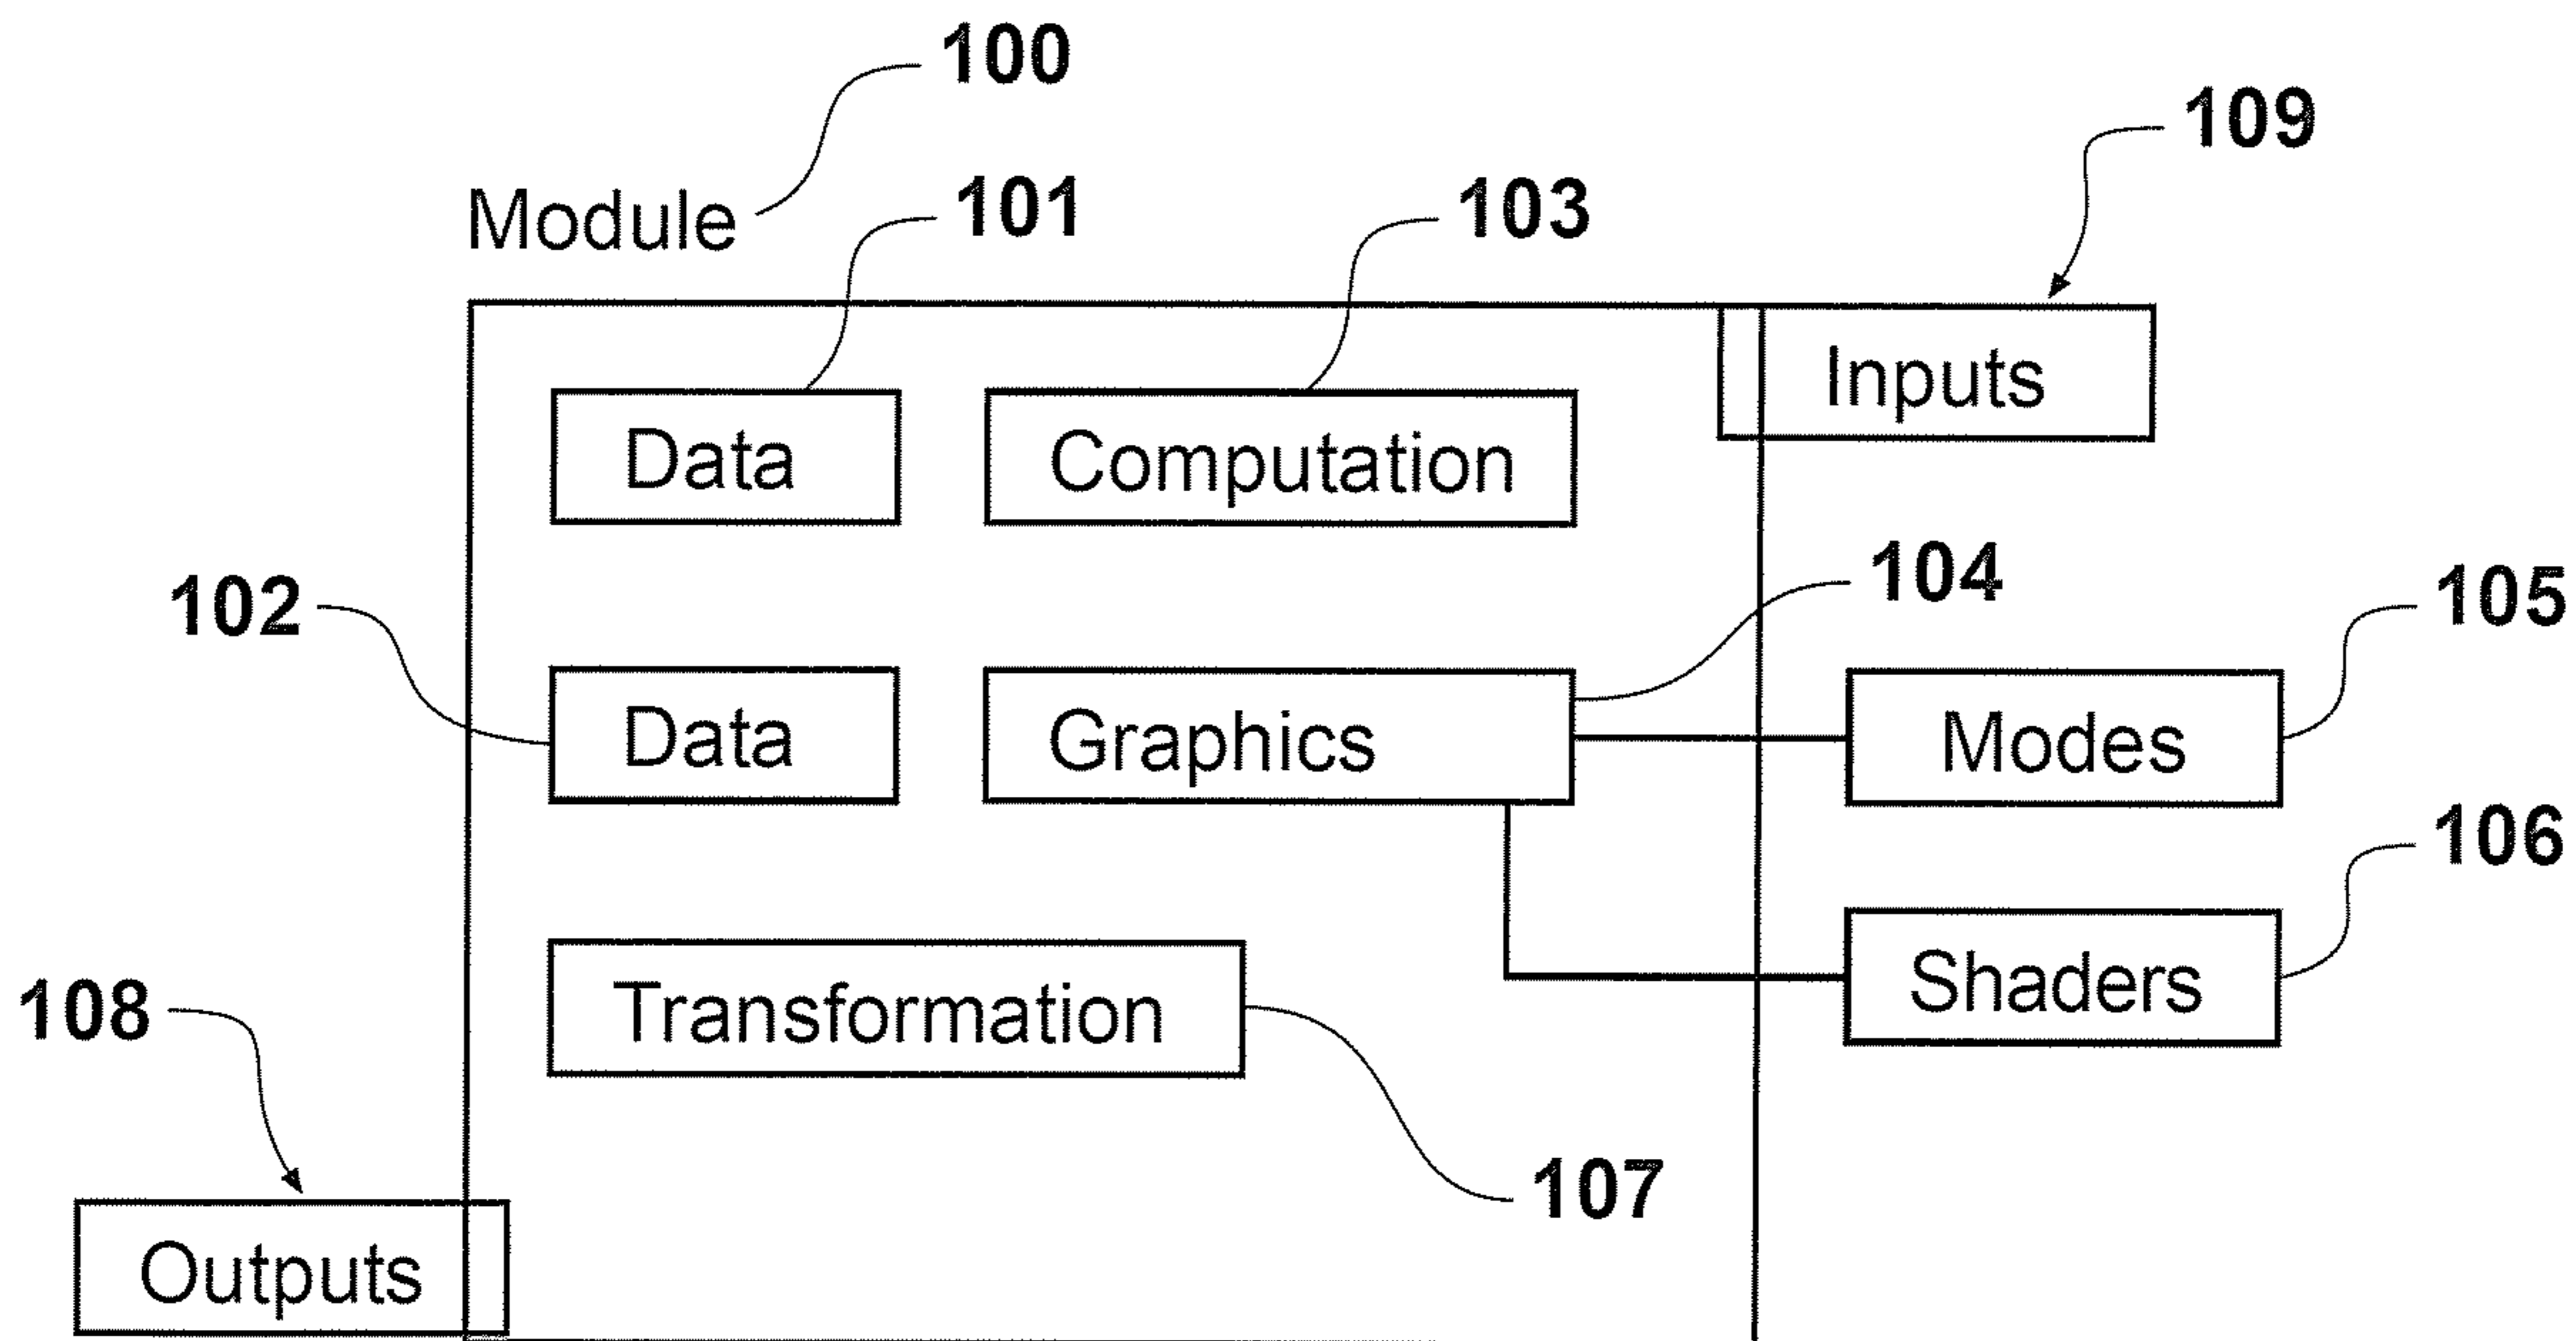 100
109
Module
101
103
Inputs
Data
Computation
104
102
105
Data
Graphics
Modes
106
Transformation
Shaders
108
107
Outputs